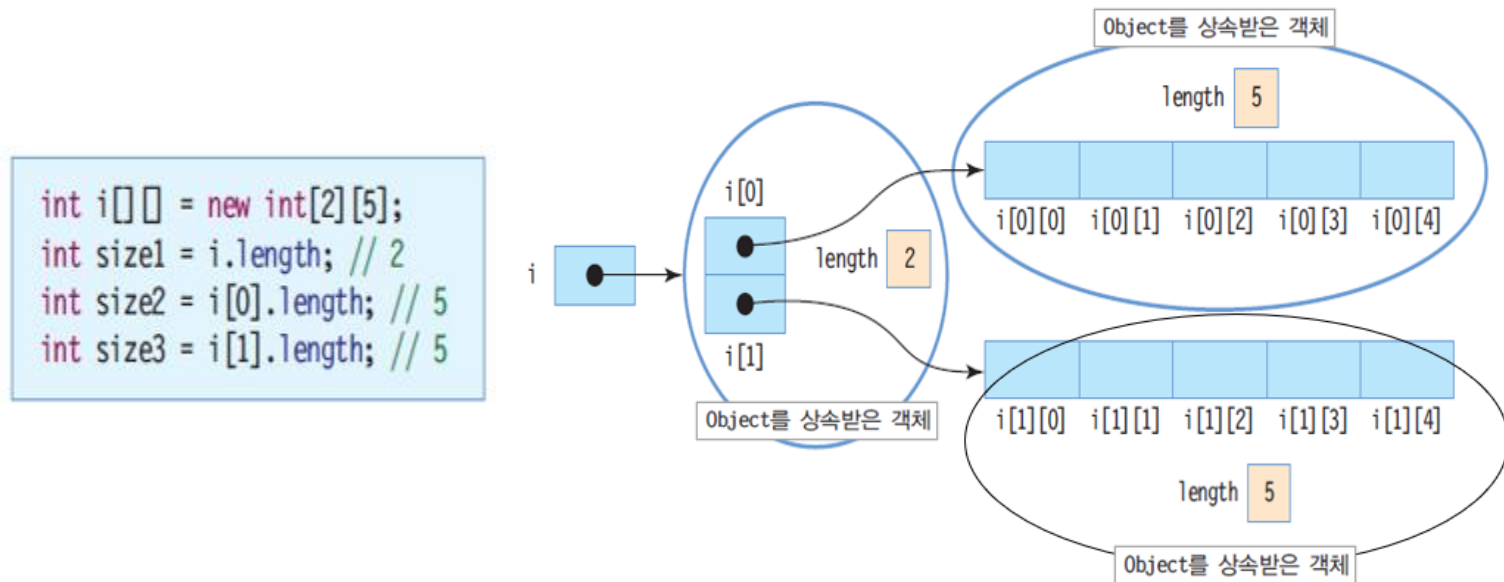 int i[][] = new int[2][5];
int size1 = i.length; // 2
int size2 = i[0].length; // 5
int size3 = i[1].length; // 5
i
i[0]
i[1]
length 2
Object를 상속받은 객체
Object를 상속받은 객체
length 5
i[0][0] i[0][1] i[0][2] i[0][3] i[0][4]
i[1][0] i[1][1] i[1][2] i[1][3] i[1][4]
length 5
Object를 상속받은 객체